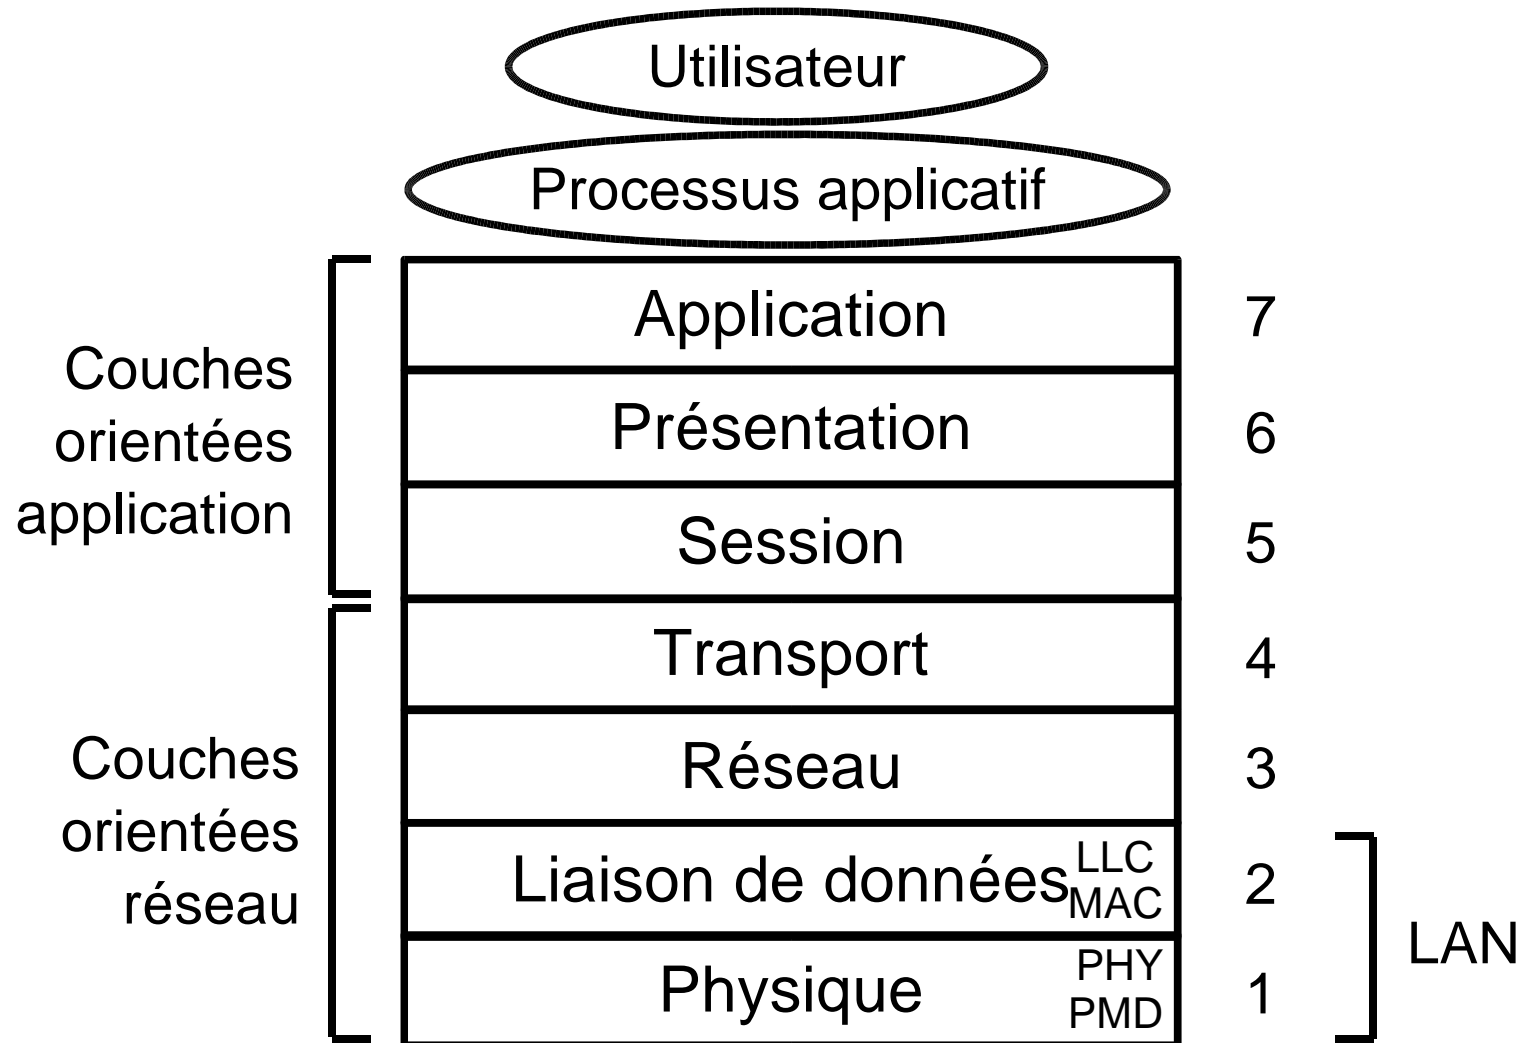 Utilisateur
Processus applicatif
Application
7
Couches
orientées
application
Présentation
6
Session
5
Transport
4
Couches
orientées
réseau
Réseau
3
Liaison de données
LLC
MAC
2
LAN
Physique
PHY
PMD
1